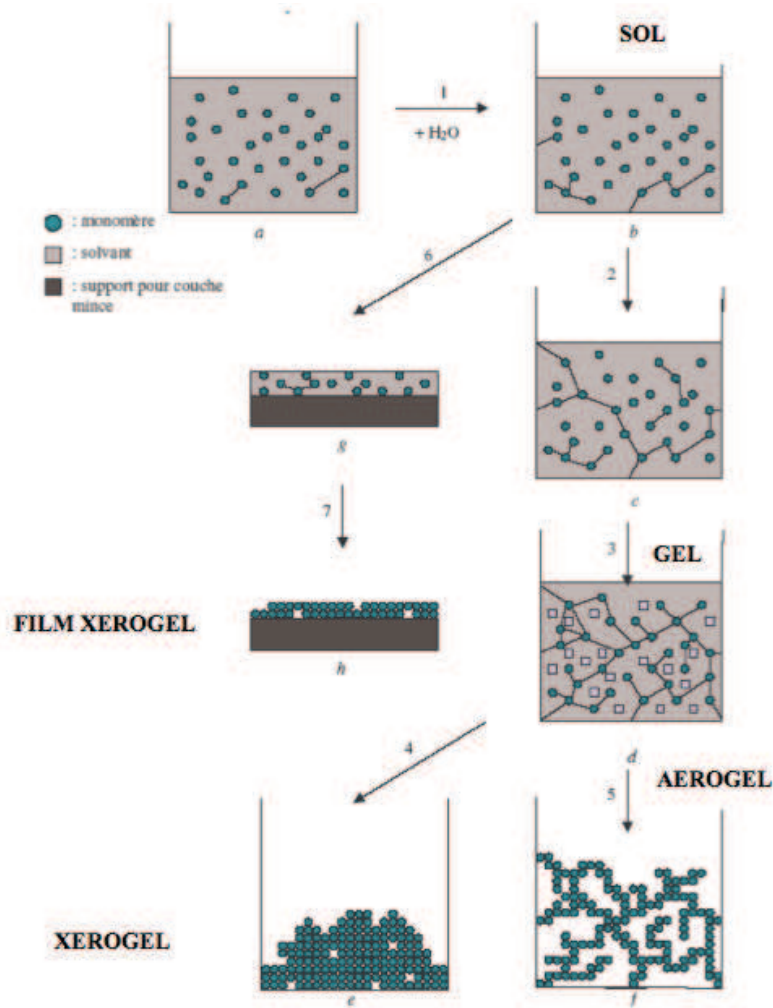 SOL
1
+ H₂O
a
b
: monomère
: solvant
: support pour couche
mince
6
2
g
c
7
3
GEL
FILM XEROGEL
h
d
4
5
AEROGEL
XEROGEL
e
f